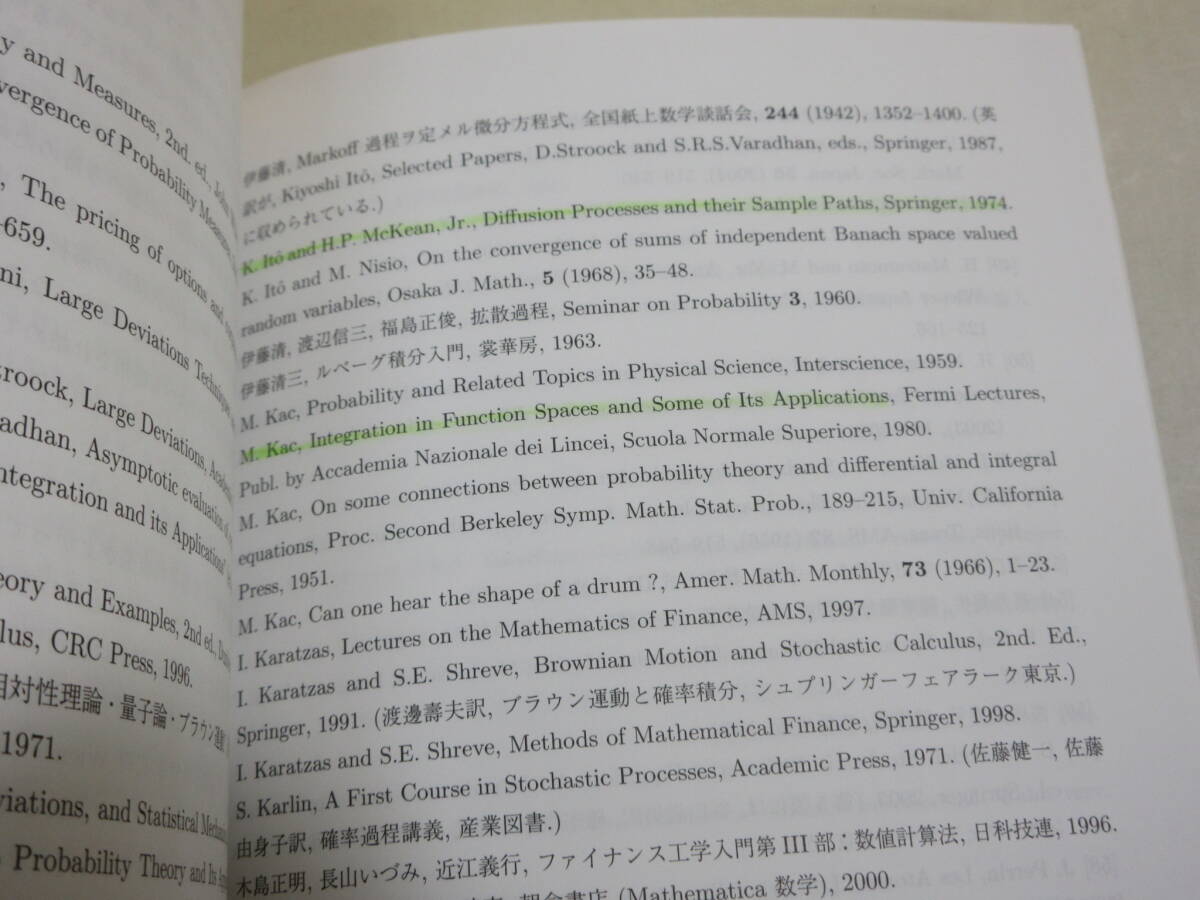 y and Measures, 2nd. ed., John
vergence of Probability Measures
, The pricing of options and
–659.
ni, Large Deviations Techniques
troock, Large Deviations, Acade
adhan, Asymptotic evaluation of
ntegration and its Applications
eory and Examples, 2nd ed., Du
lus, CRC Press, 1996.
相対性理論・量子論・ブラウン運動
1971.
viations, and Statistical Mechan
Probability Theory and Its
伊藤清, Markoff 過程ヲ定メル微分方程式, 全国紙上数学談話会, 244 (1942), 1352–1400. (英
訳が, Kiyoshi Itô, Selected Papers, D.Stroock and S.R.S.Varadhan, eds., Springer, 1987,
に収められている.)
K. Itô and H.P. McKean, Jr., Diffusion Processes and their Sample Paths, Springer, 1974.
K. Itô and M. Nisio, On the convergence of sums of independent Banach space valued
random variables, Osaka J. Math., 5 (1968), 35–48.
伊藤清, 渡辺信三, 福島正俊, 拡散過程, Seminar on Probability 3, 1960.
伊藤清三, ルベーグ積分入門, 裳華房, 1963.
M. Kac, Probability and Related Topics in Physical Science, Interscience, 1959.
M. Kac, Integration in Function Spaces and Some of Its Applications, Fermi Lectures,
Publ. by Accademia Nazionale dei Lincei, Scuola Normale Superiore, 1980.
M. Kac, On some connections between probability theory and differential and integral
equations, Proc. Second Berkeley Symp. Math. Stat. Prob., 189–215, Univ. California
Press, 1951.
M. Kac, Can one hear the shape of a drum ?, Amer. Math. Monthly, 73 (1966), 1–23.
I. Karatzas, Lectures on the Mathematics of Finance, AMS, 1997.
I. Karatzas and S.E. Shreve, Brownian Motion and Stochastic Calculus, 2nd. Ed.,
Springer, 1991. (渡邊壽夫訳, ブラウン運動と確率積分, シュプリンガーフェアラーク東京.)
I. Karatzas and S.E. Shreve, Methods of Mathematical Finance, Springer, 1998.
S. Karlin, A First Course in Stochastic Processes, Academic Press, 1971. (佐藤健一, 佐藤
由身子訳, 確率過程講義, 産業図書.)
木島正明, 長山いづみ, 近江義行, ファイナンス工学入門第 III 部：数値計算法, 日科技連, 1996.
朝倉書店 (Mathematica 数学), 2000.